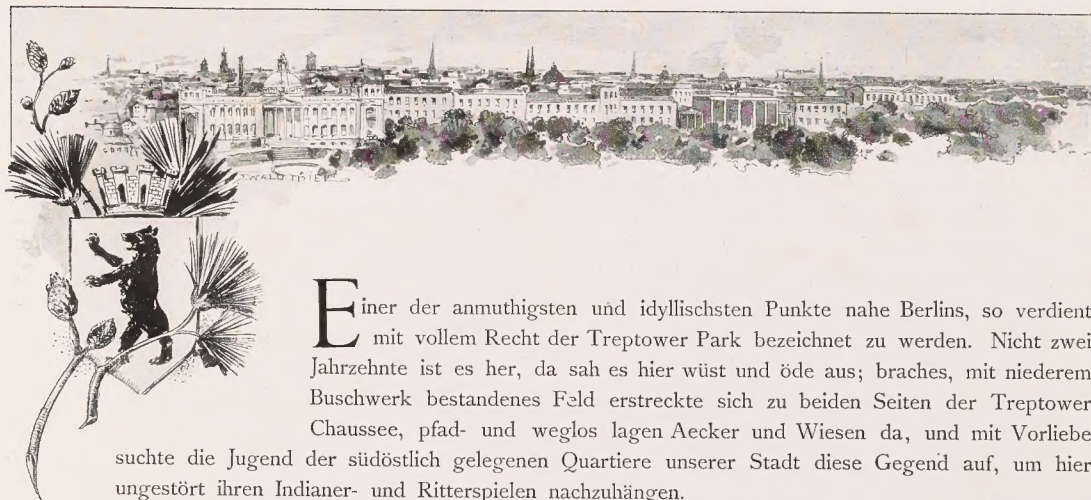 Einer der anmuthigsten und idyllischsten Punkte nahe Berlins, so verdient
mit vollem Recht der Treptower Park bezeichnet zu werden. Nicht zwei
Jahrzehnte ist es her, da sah es hier wüst und öde aus; braches, mit niederem
Buschwerk bestandenes Feld erstreckte sich zu beiden Seiten der Treptower
Chaussee, pfad- und weglos lagen Aecker und Wiesen da, und mit Vorliebe
suchte die Jugend der südöstlich gelegenen Quartiere unserer Stadt diese Gegend auf, um hier
ungestört ihren Indianer- und Ritterspielen nachzuhängen.